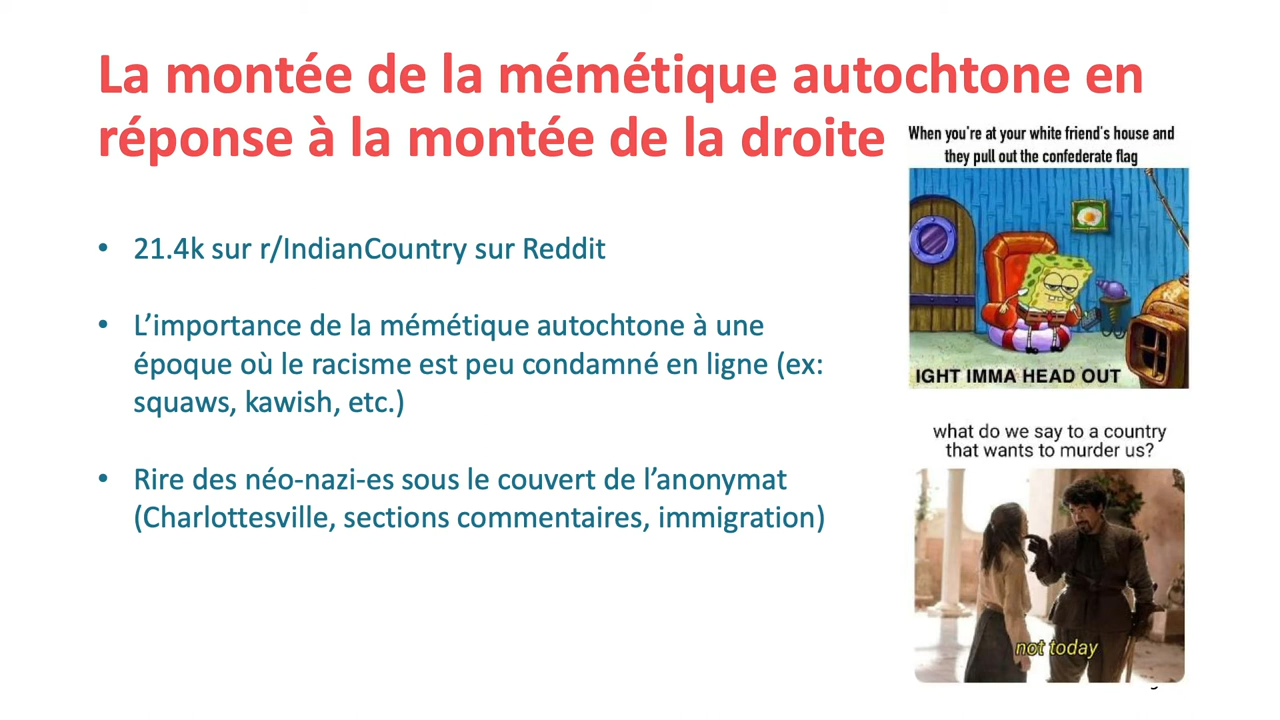 La montée de la mémétique autochtone en
réponse à la montée de la droite
• 21.4k sur r/IndianCountry sur Reddit
• L’importance de la mémétique autochtone à une
époque où le racisme est peu condamné en ligne (ex:
squaws, kawish, etc.)
• Rire des néo-nazi-es sous le couvert de l’anonymat
(Charlottesville, sections commentaires, immigration)
When you're at your white friend's house and
they pull out the confederate flag
IGHT IMMA HEAD OUT
what do we say to a country
that wants to murder us?
not today